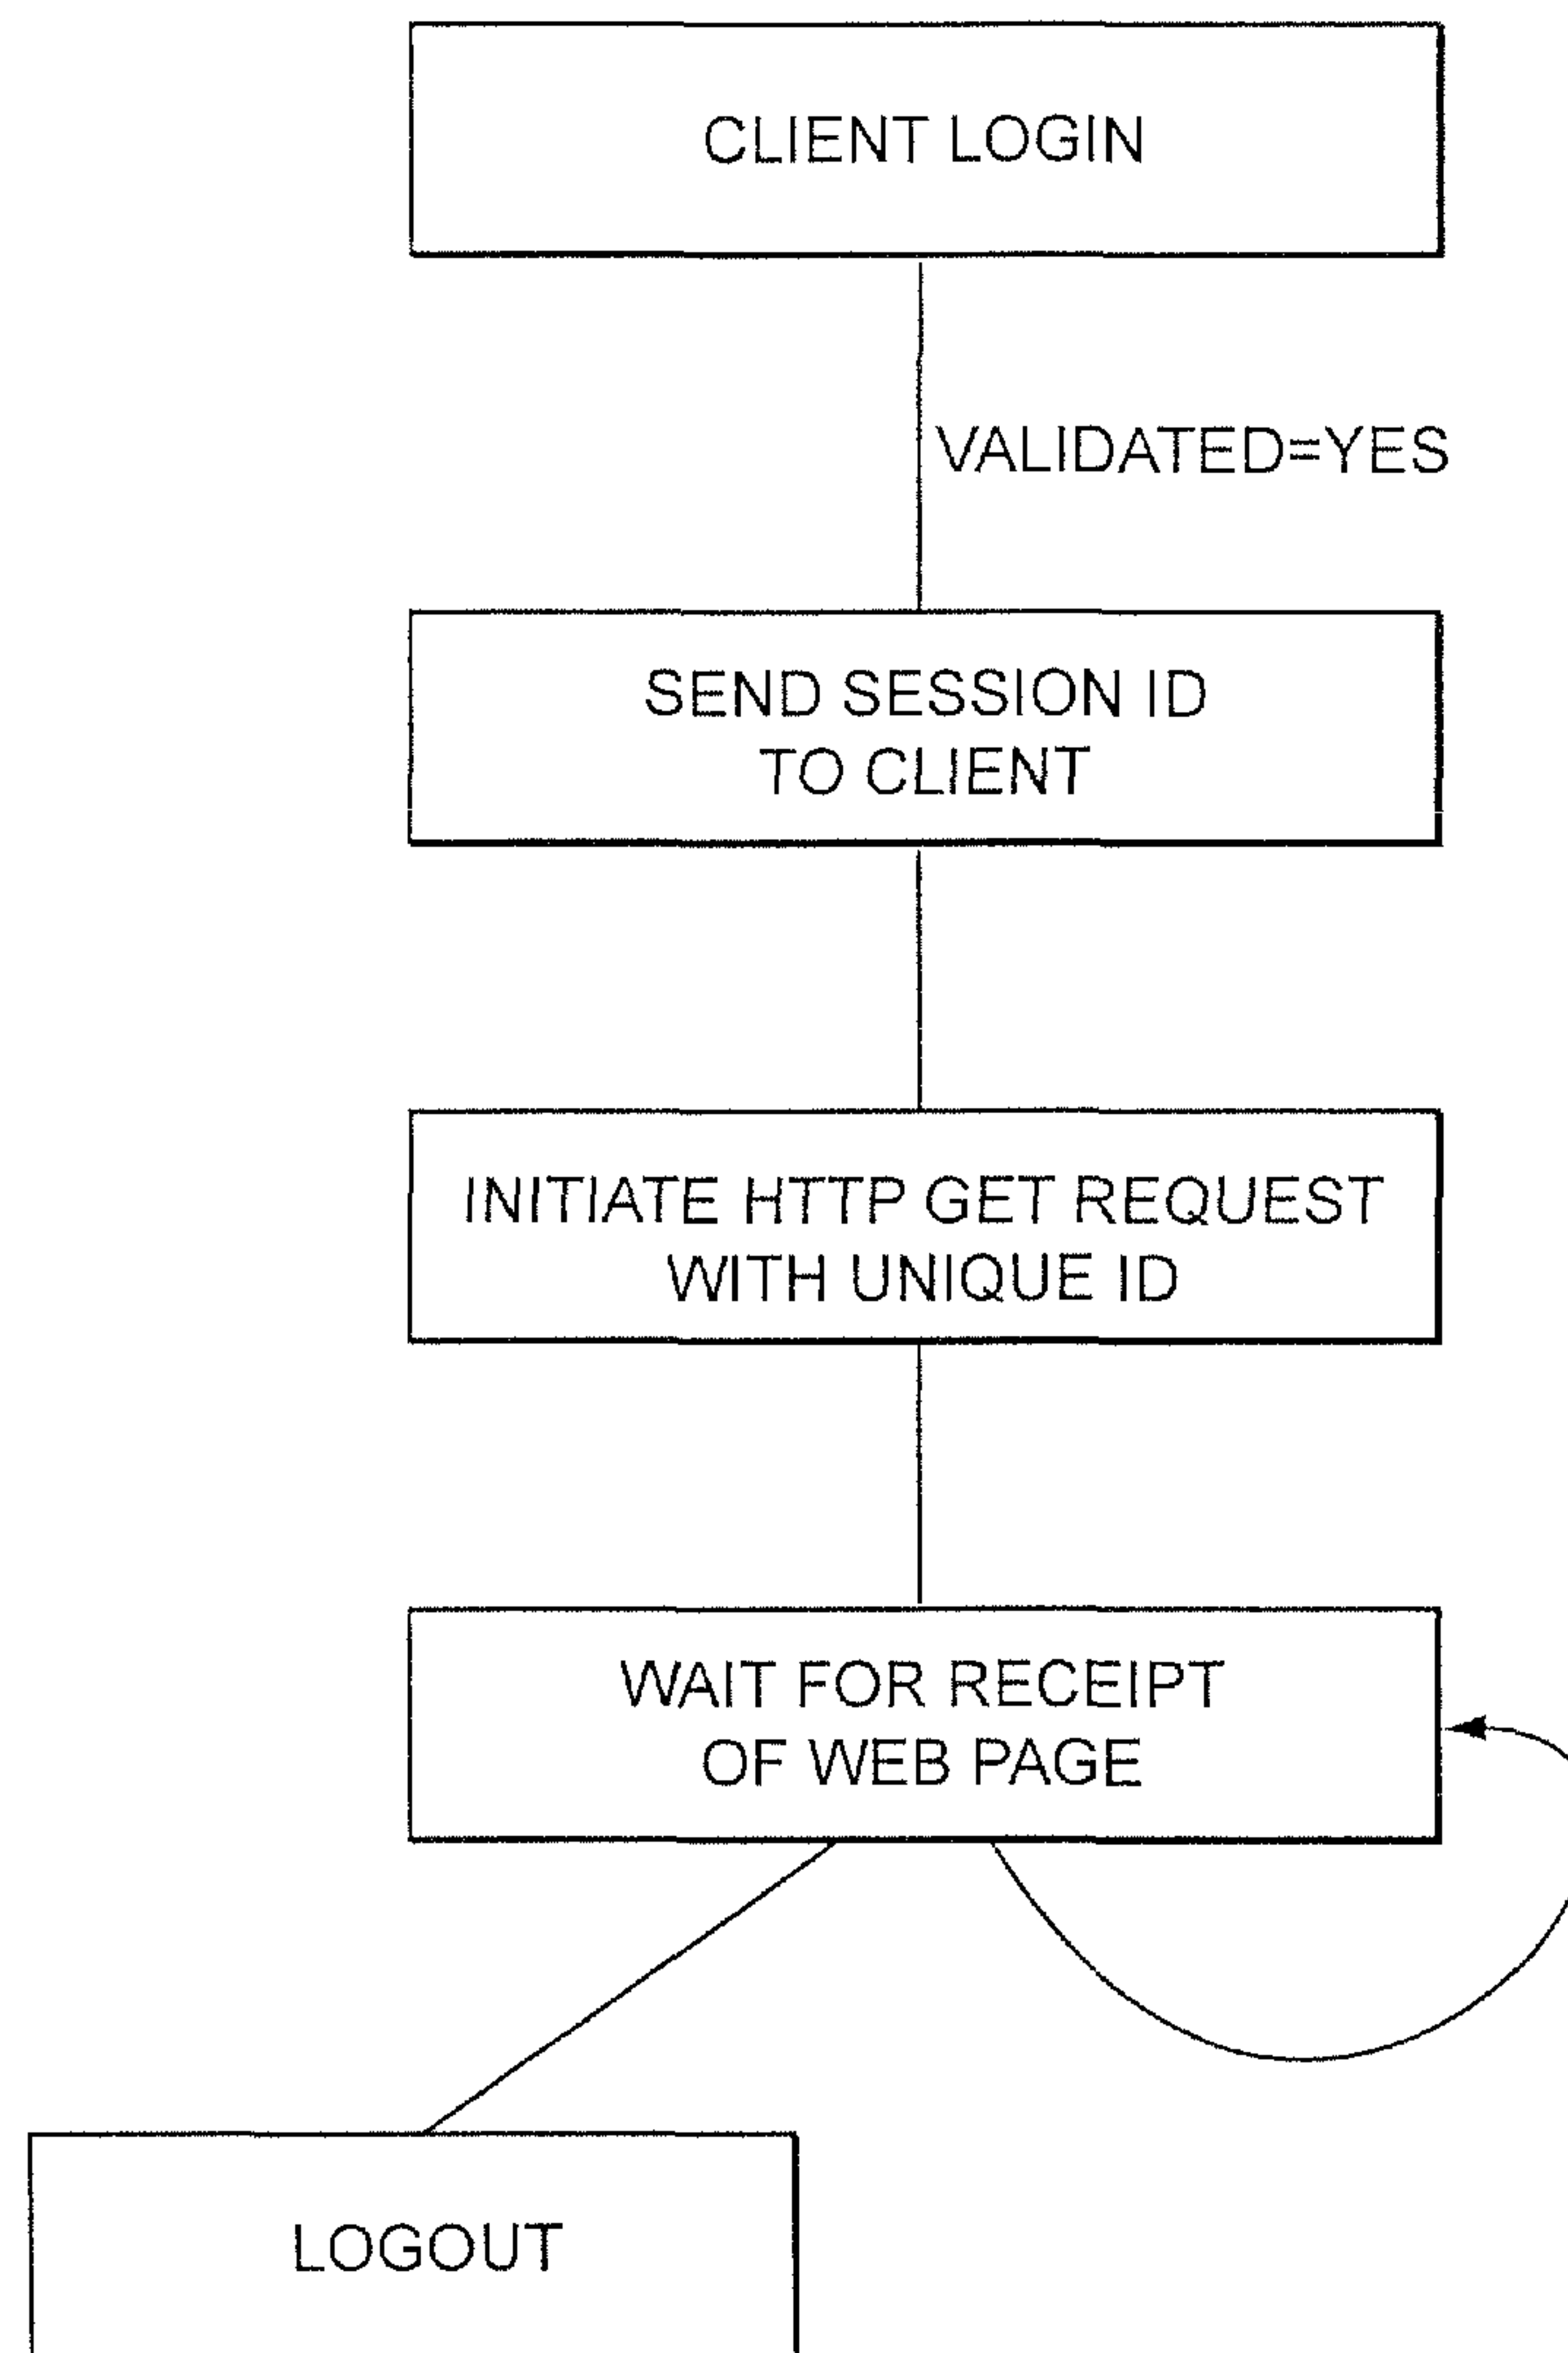 CLIENT LOGIN
VALIDATED=YES
SEND SESSION ID
TO CLIENT
INITIATE HTTP GET REQUEST
WITH UNIQUE ID
WAIT FOR RECEIPT
OF WEB PAGE
LOGOUT